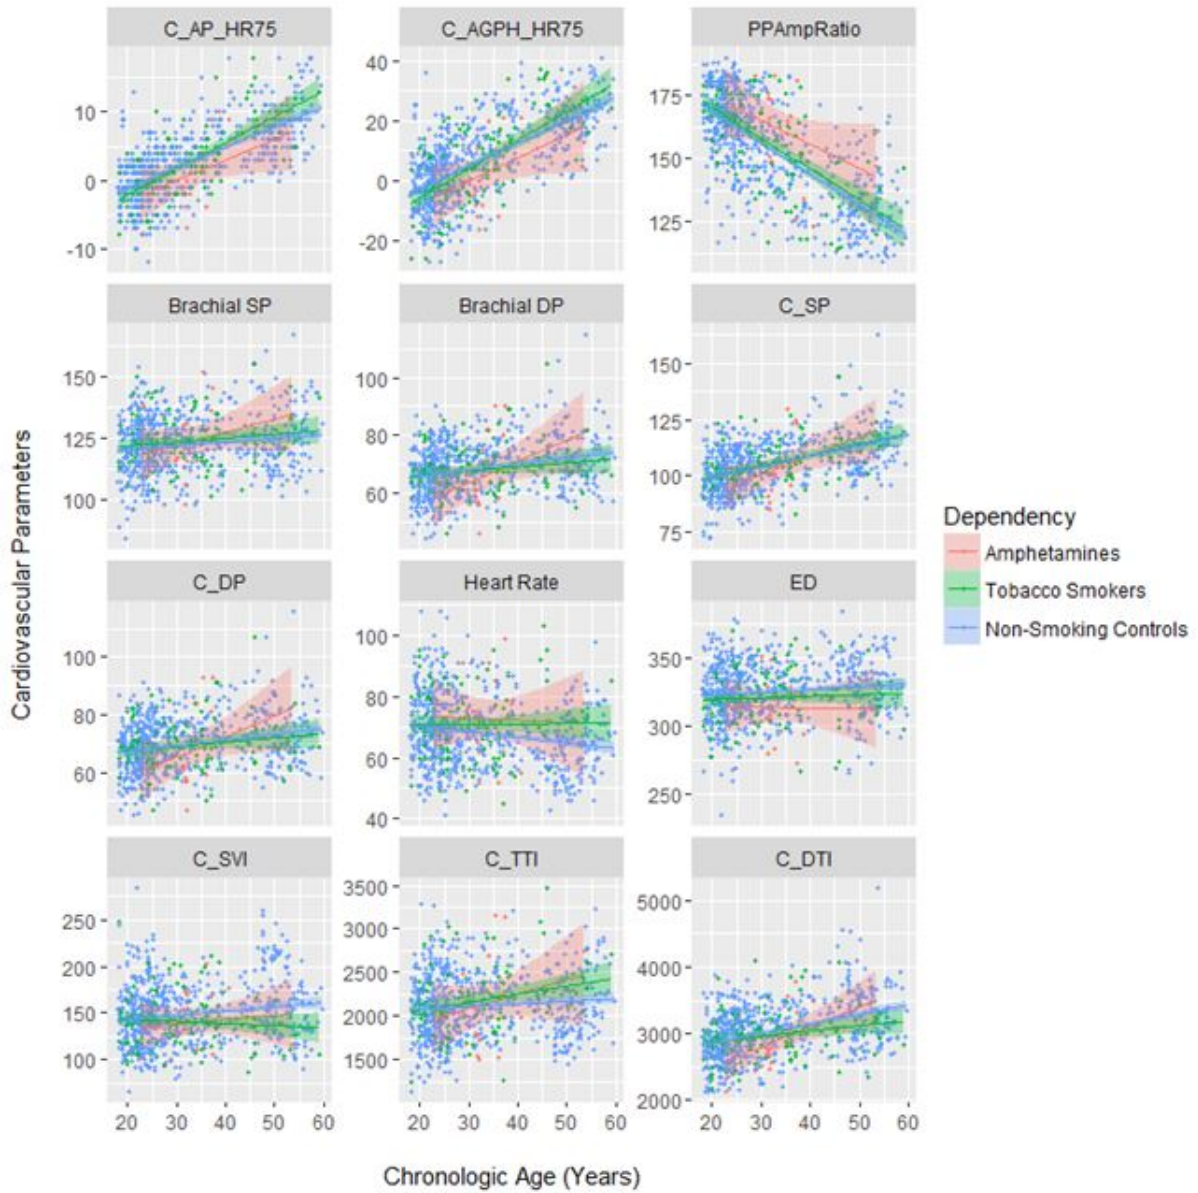 C_AP_HR75
C_AGPH_HR75
PPAmpRatio
10
0
-10
40
20
0
-20
175
150
125
Brachial SP
Brachial DP
C_SP
150
125
100
100
80
60
150
125
100
75
C_DP
Heart Rate
ED
100
80
60
100
80
60
40
350
300
250
C_SVI
C_TTI
C_DTI
250
200
150
100
3500
3000
2500
2000
1500
5000
4000
3000
2000
20 30 40 50 60
20 30 40 50 60
20 30 40 50 60
Cardiovascular Parameters
Chronologic Age (Years)
Dependency
Amphetamines
Tobacco Smokers
Non-Smoking Controls